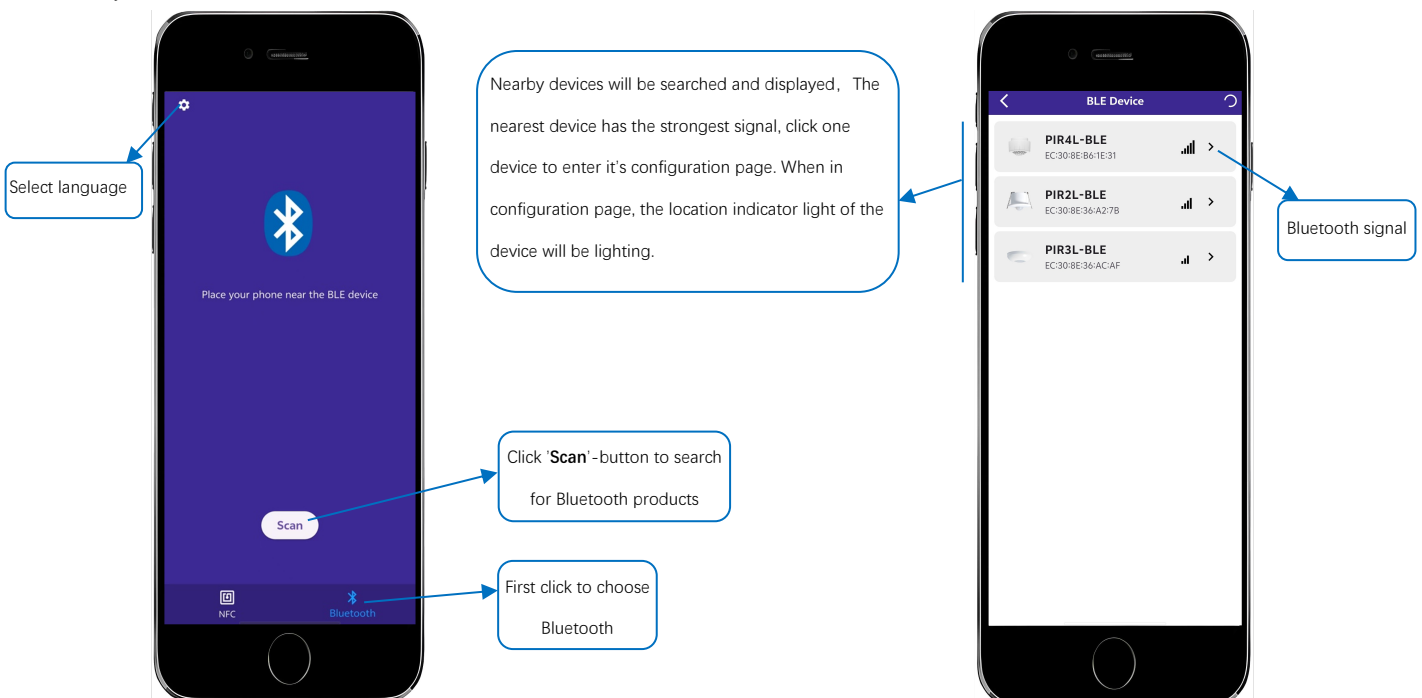 Select language
Place your phone near the BLE device
Scan
NFC
Bluetooth
Nearby devices will be searched and displayed，The
nearest device has the strongest signal, click one
device to enter it's configuration page. When in
configuration page, the location indicator light of the
device will be lighting.
Click 'Scan'-button to search
for Bluetooth products
First click to choose
Bluetooth
BLE Device
PIR4L-BLE
EC:30:8E:B6:1E:31
PIR2L-BLE
EC:30:8E:36:A2:7B
PIR3L-BLE
EC:30:8E:36:AC:AF
Bluetooth signal